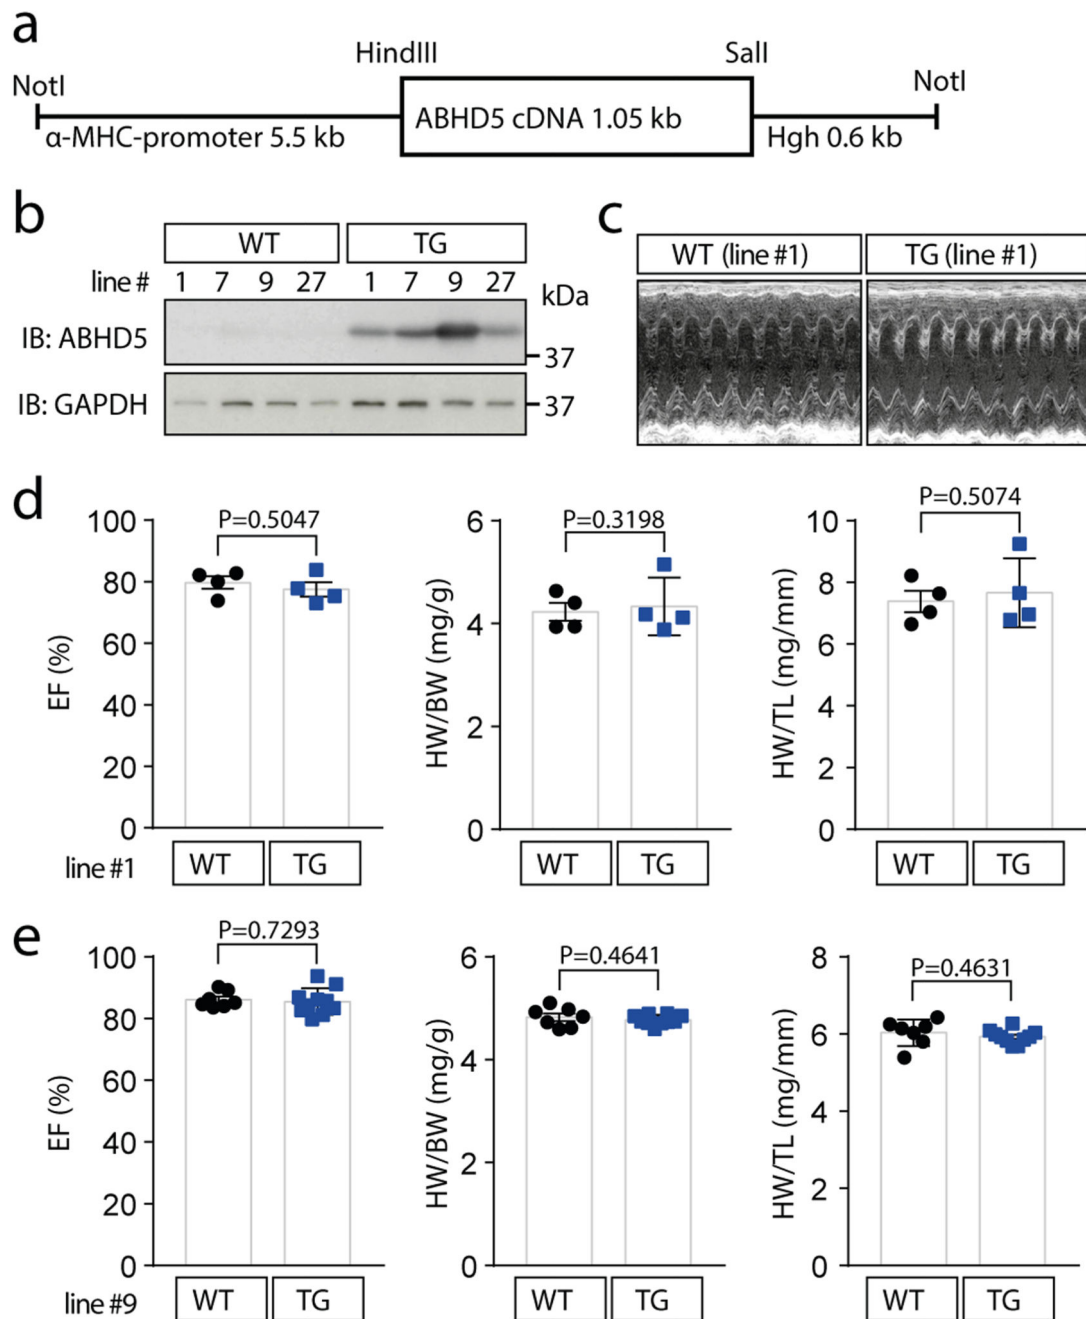 a
NotI
HindIII
SalI
NotI
α-MHC-promoter 5.5 kb
ABHD5 cDNA 1.05 kb
Hgh 0.6 kb
b
WT
TG
line #
1 7 9 27
1 7 9 27
kDa
IB: ABHD5
37
IB: GAPDH
37
c
WT (line #1)
TG (line #1)
d
EF (%)
100
80
60
40
20
0
P=0.5047
line #1
WT
TG
HW/BW (mg/g)
6
4
2
0
P=0.3198
WT
TG
HW/TL (mg/mm)
10
8
6
4
2
0
P=0.5074
WT
TG
e
EF (%)
100
80
60
40
20
0
P=0.7293
line #9
WT
TG
HW/BW (mg/g)
6
4
2
0
P=0.4641
WT
TG
HW/TL (mg/mm)
8
6
4
2
0
P=0.4631
WT
TG